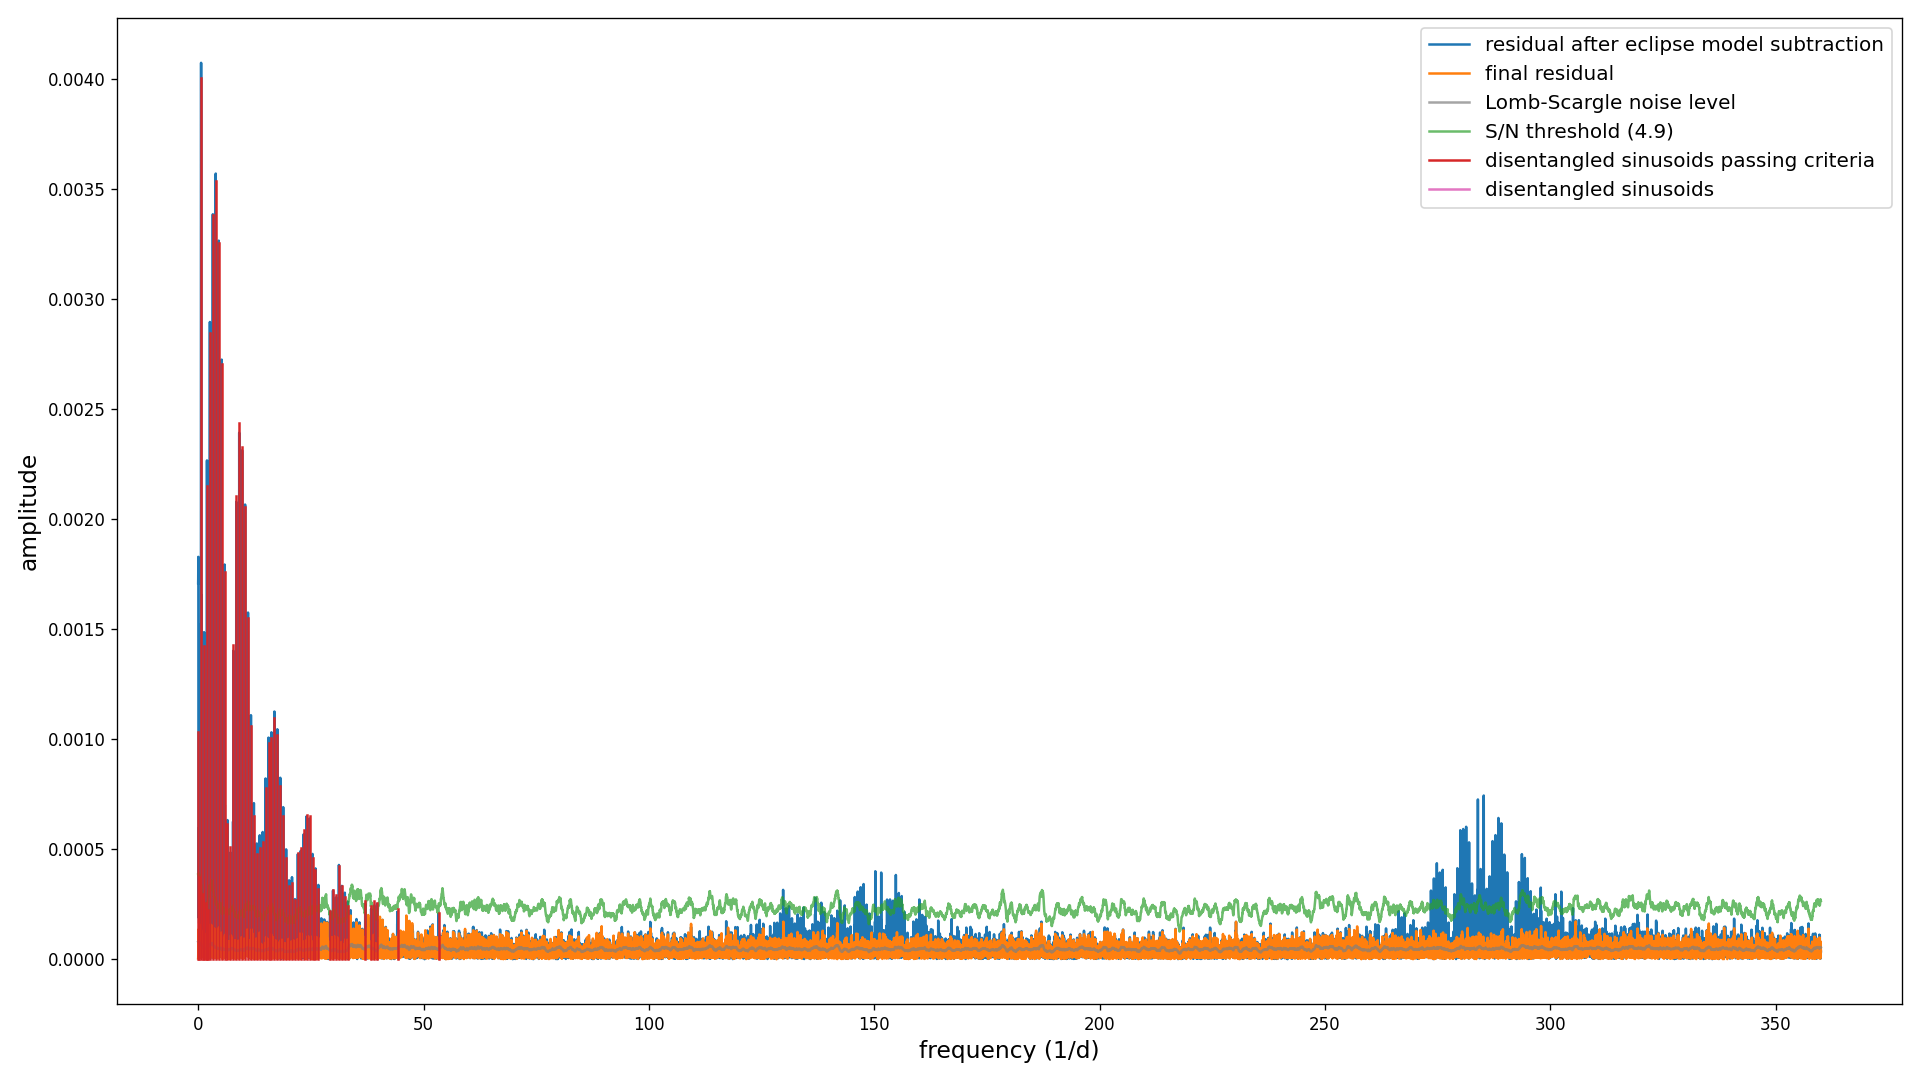 residual after eclipse model subtraction
final residual
Lomb-Scargle noise level
S/N threshold (4.9)
disentangled sinusoids passing criteria
disentangled sinusoids
0.0040
0.0035
0.0030
0.0025
0.0020
0.0015
0.0010
0.0005
0.0000
amplitude
0 50 100 150 200 250 300 350
frequency (1/d)